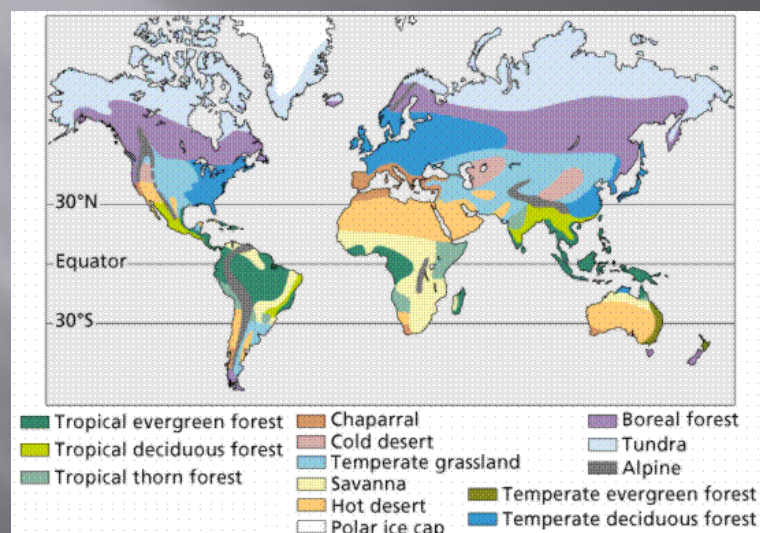 30°N
Equator
30°S
Tropical evergreen forest
Tropical deciduous forest
Tropical thorn forest
Chaparral
Cold desert
Temperate grassland
Savanna
Hot desert
Polar ice cap
Boreal forest
Tundra
Alpine
Temperate evergreen forest
Temperate deciduous forest